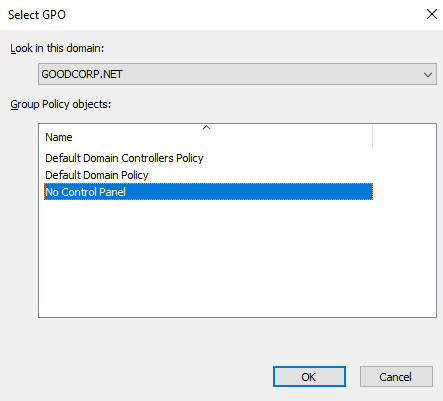 Select GPO
Look in this domain:
GOODCORP.NET
Group Policy objects:
Name
Default Domain Controllers Policy
Default Domain Policy
No Control Panel
OK
Cancel